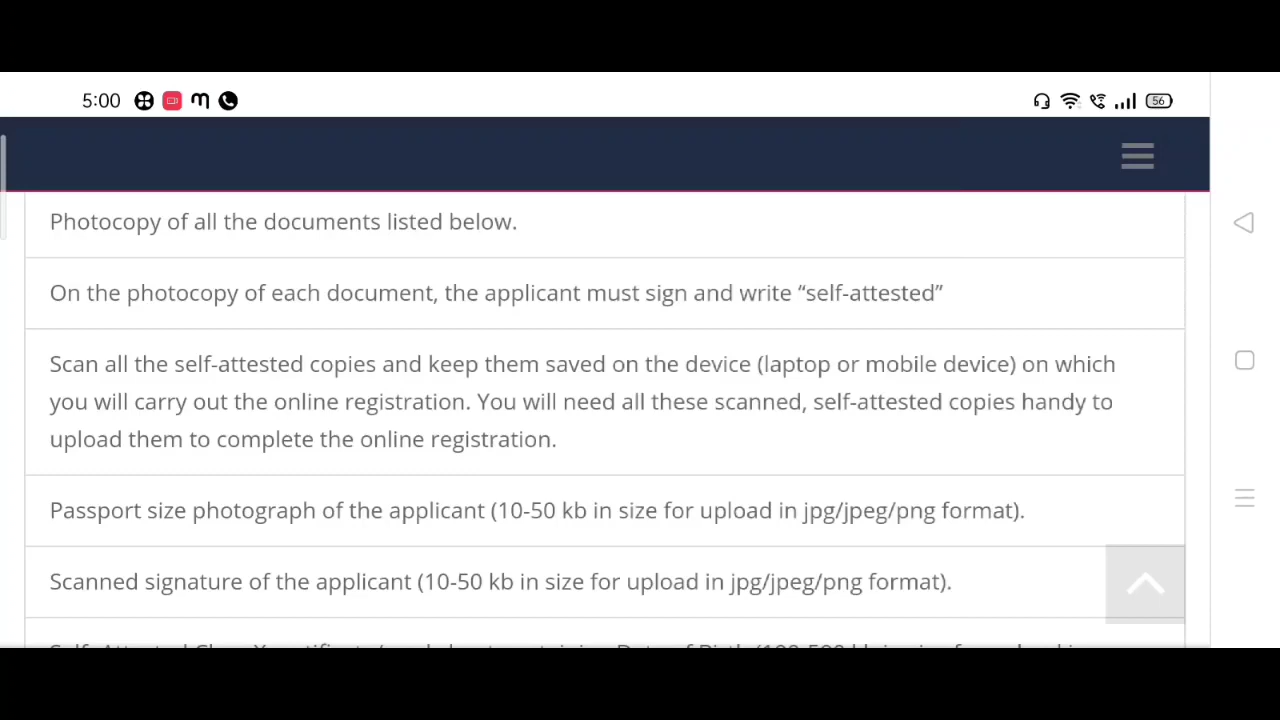 5:00
56
Photocopy of all the documents listed below.
On the photocopy of each document, the applicant must sign and write “self-attested”
Scan all the self-attested copies and keep them saved on the device (laptop or mobile device) on which
you will carry out the online registration. You will need all these scanned, self-attested copies handy to
upload them to complete the online registration.
Passport size photograph of the applicant (10-50 kb in size for upload in jpg/jpeg/png format).
Scanned signature of the applicant (10-50 kb in size for upload in jpg/jpeg/png format).